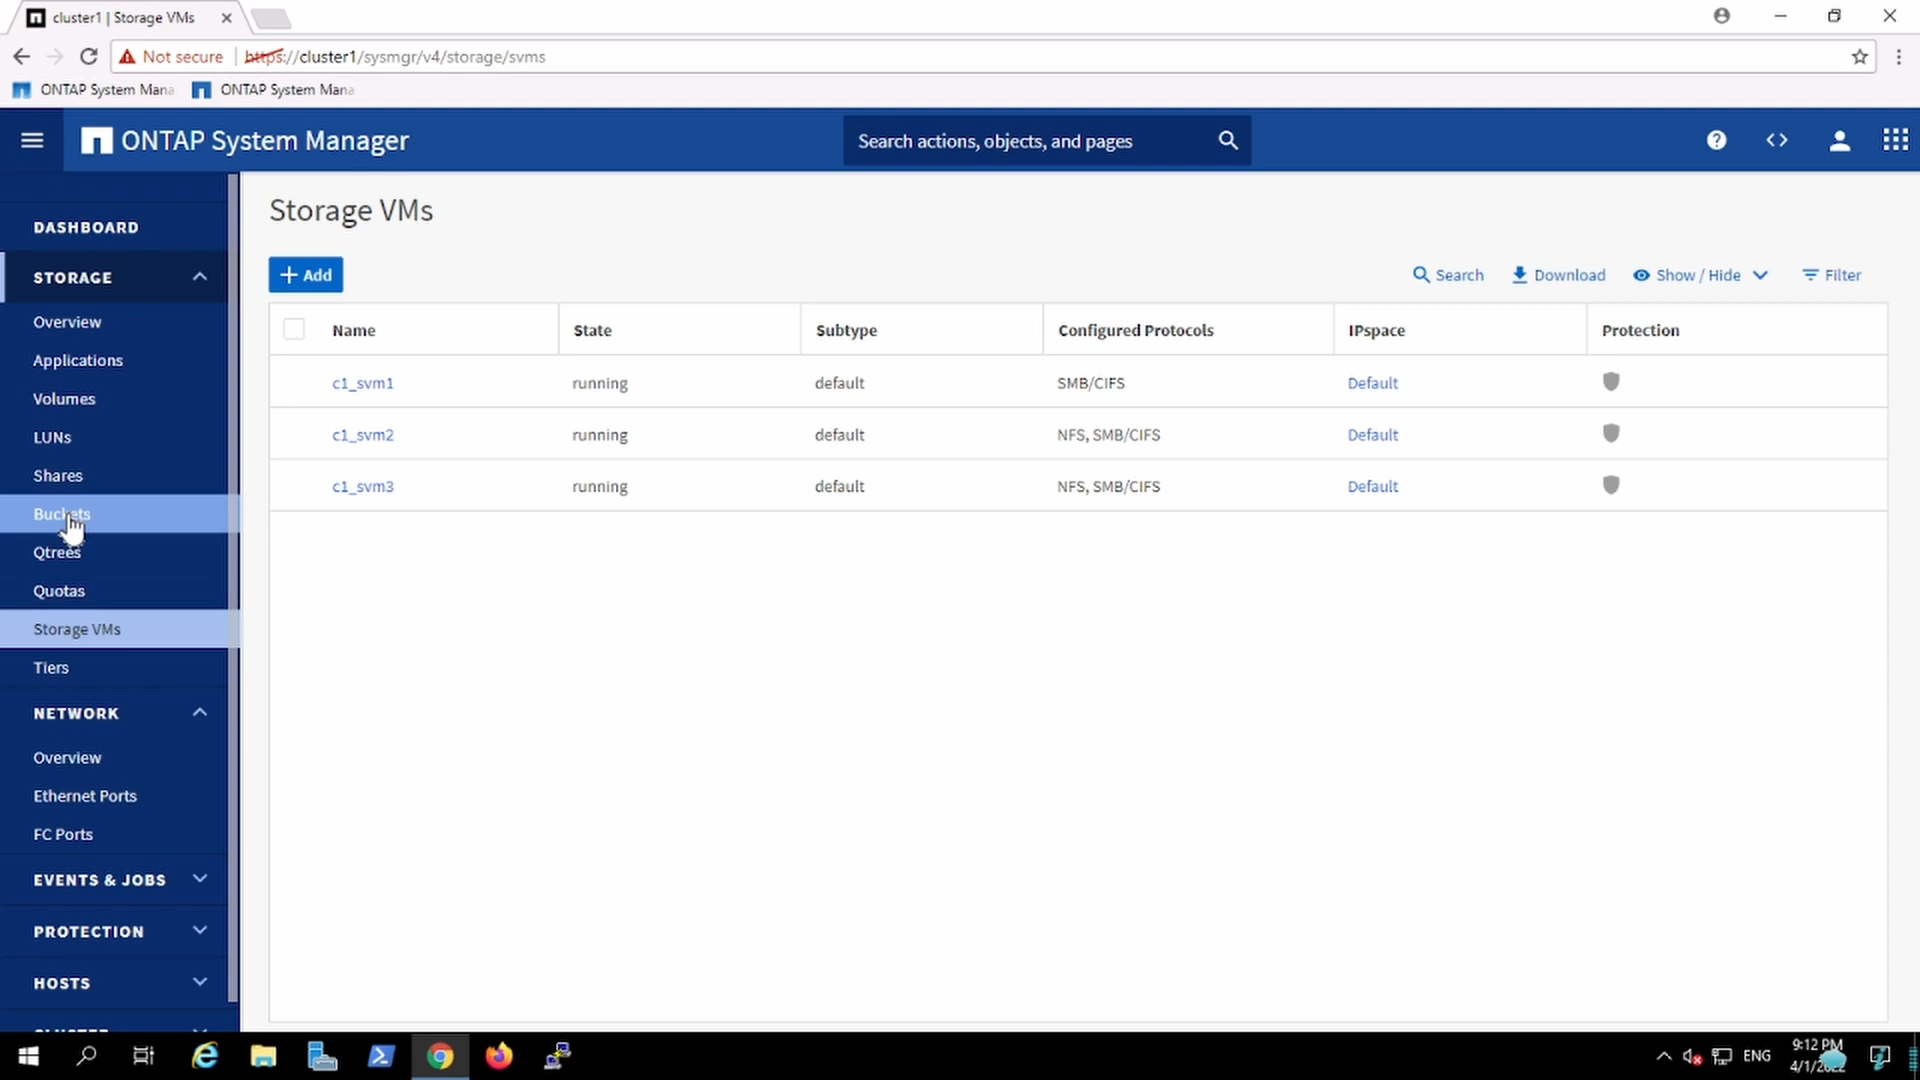 cluster1 | Storage VMs
Not secure | https://cluster1/sysmgr/v4/storage/svms
ONTAP System Mana ONTAP System Mana
ONTAP System Manager
Search actions, objects, and pages
DASHBOARD
STORAGE
Overview
Applications
Volumes
LUNs
Shares
Buckets
Qtrees
Quotas
Storage VMs
Tiers
NETWORK
Overview
Ethernet Ports
FC Ports
EVENTS & JOBS
PROTECTION
HOSTS
CLUSTER
Storage VMs
+ Add
Search Download Show / Hide Filter
Name State Subtype Configured Protocols IPspace Protection
c1_svm1 running default SMB/CIFS Default
c1_svm2 running default NFS, SMB/CIFS Default
c1_svm3 running default NFS, SMB/CIFS Default
ENG
9:12 PM
4/1/2022